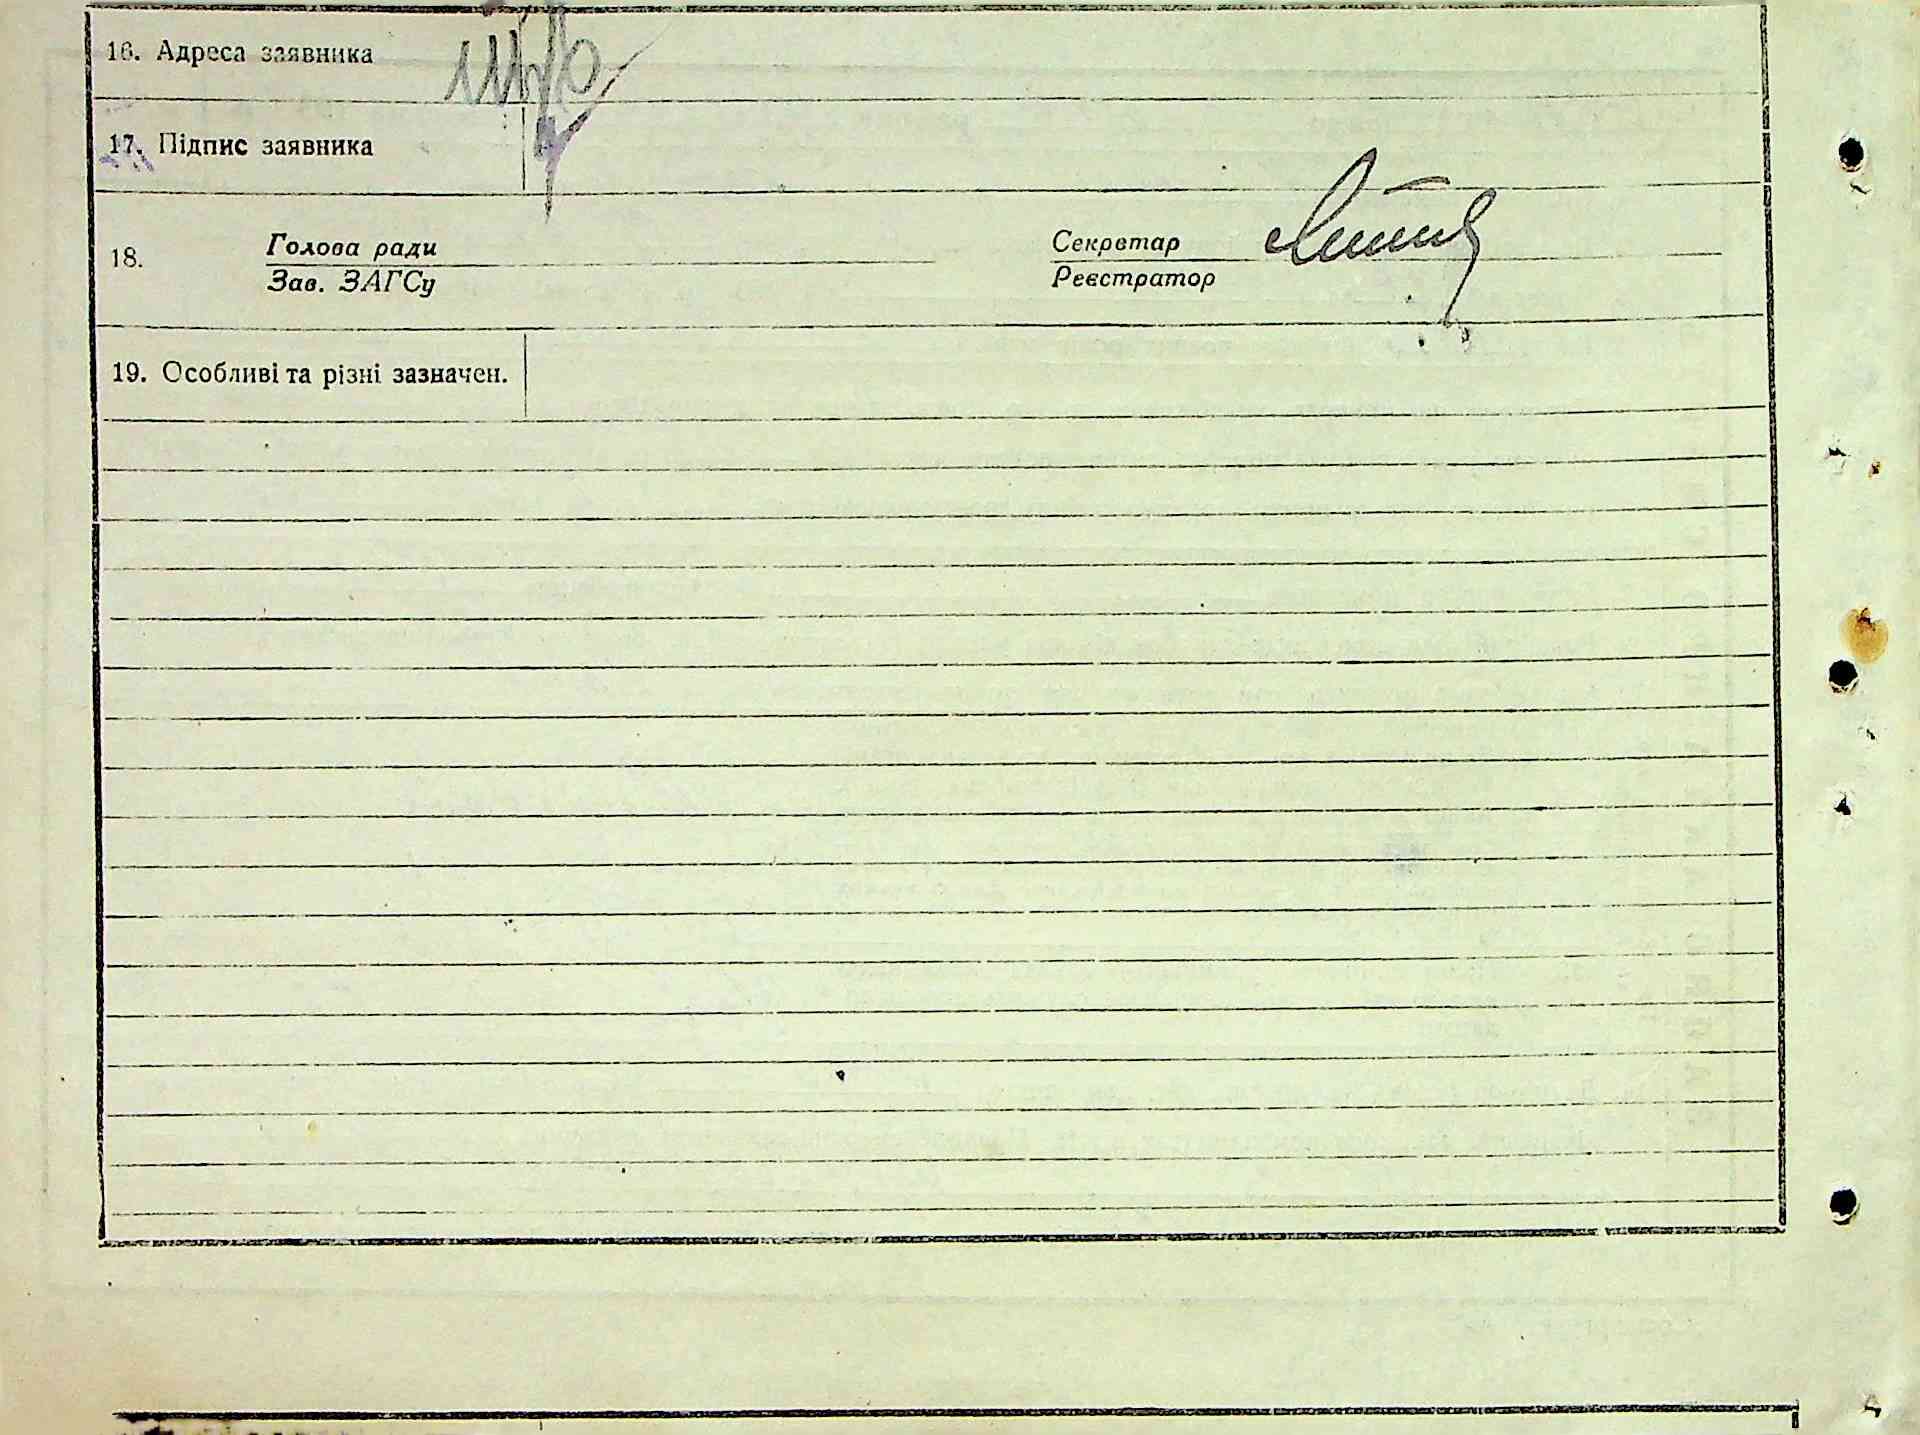 16. Адреса заявника
17. Підпис заявника
18.
Голова ради
Зав. ЗАГСу
Секретар
Реєстратор
19. Особливі та різні зазначен.